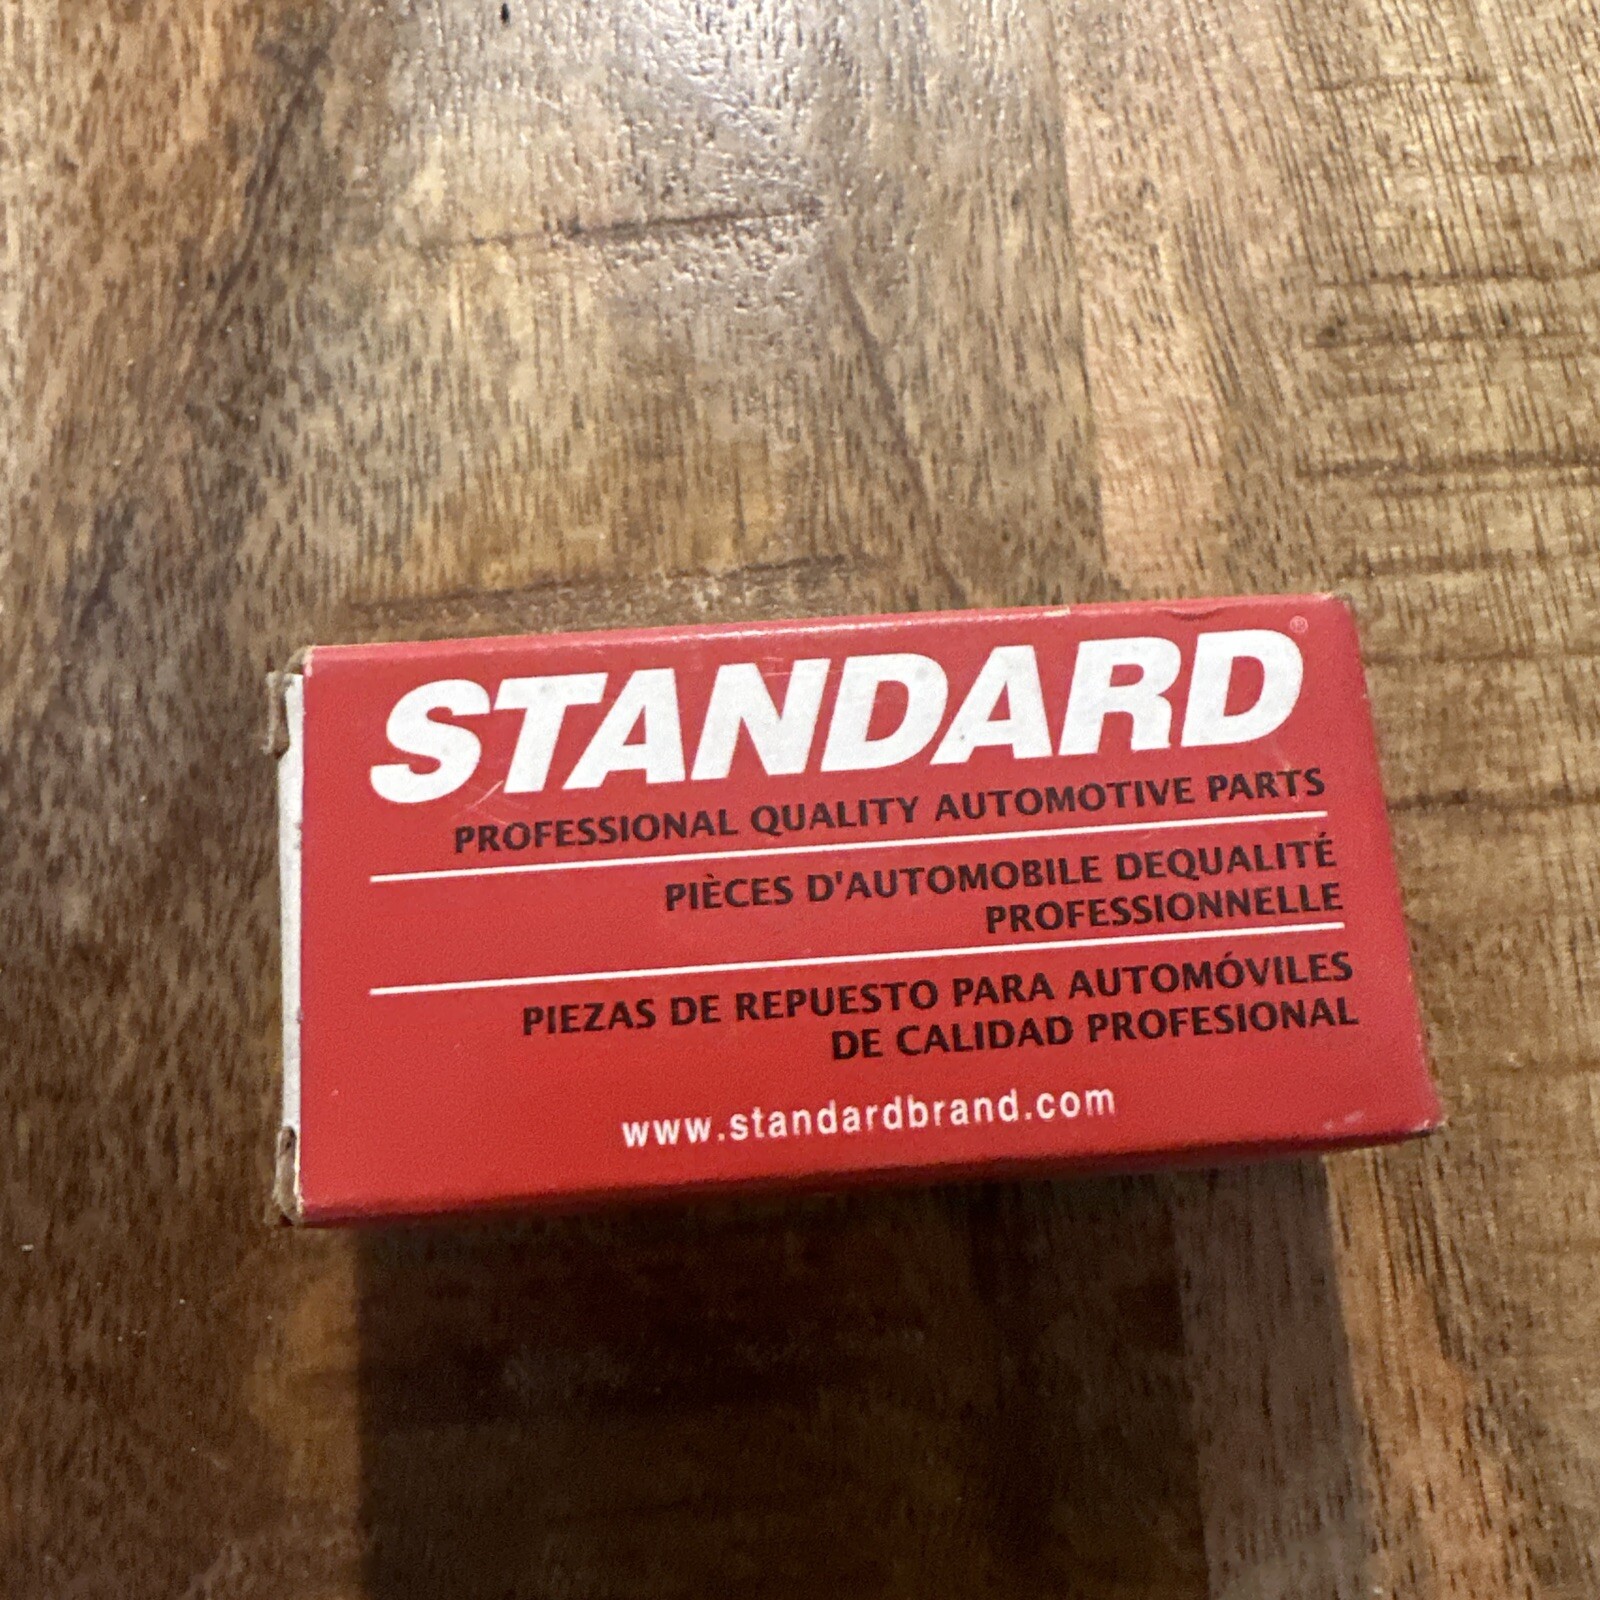 STANDARD®
PROFESSIONAL QUALITY AUTOMOTIVE PARTS
PIÈCES D'AUTOMOBILE DEQUALITÉ
PROFESSIONNELLE
PIEZAS DE REPUESTO PARA AUTOMÓVILES
DE CALIDAD PROFESIONAL
www.standardbrand.com